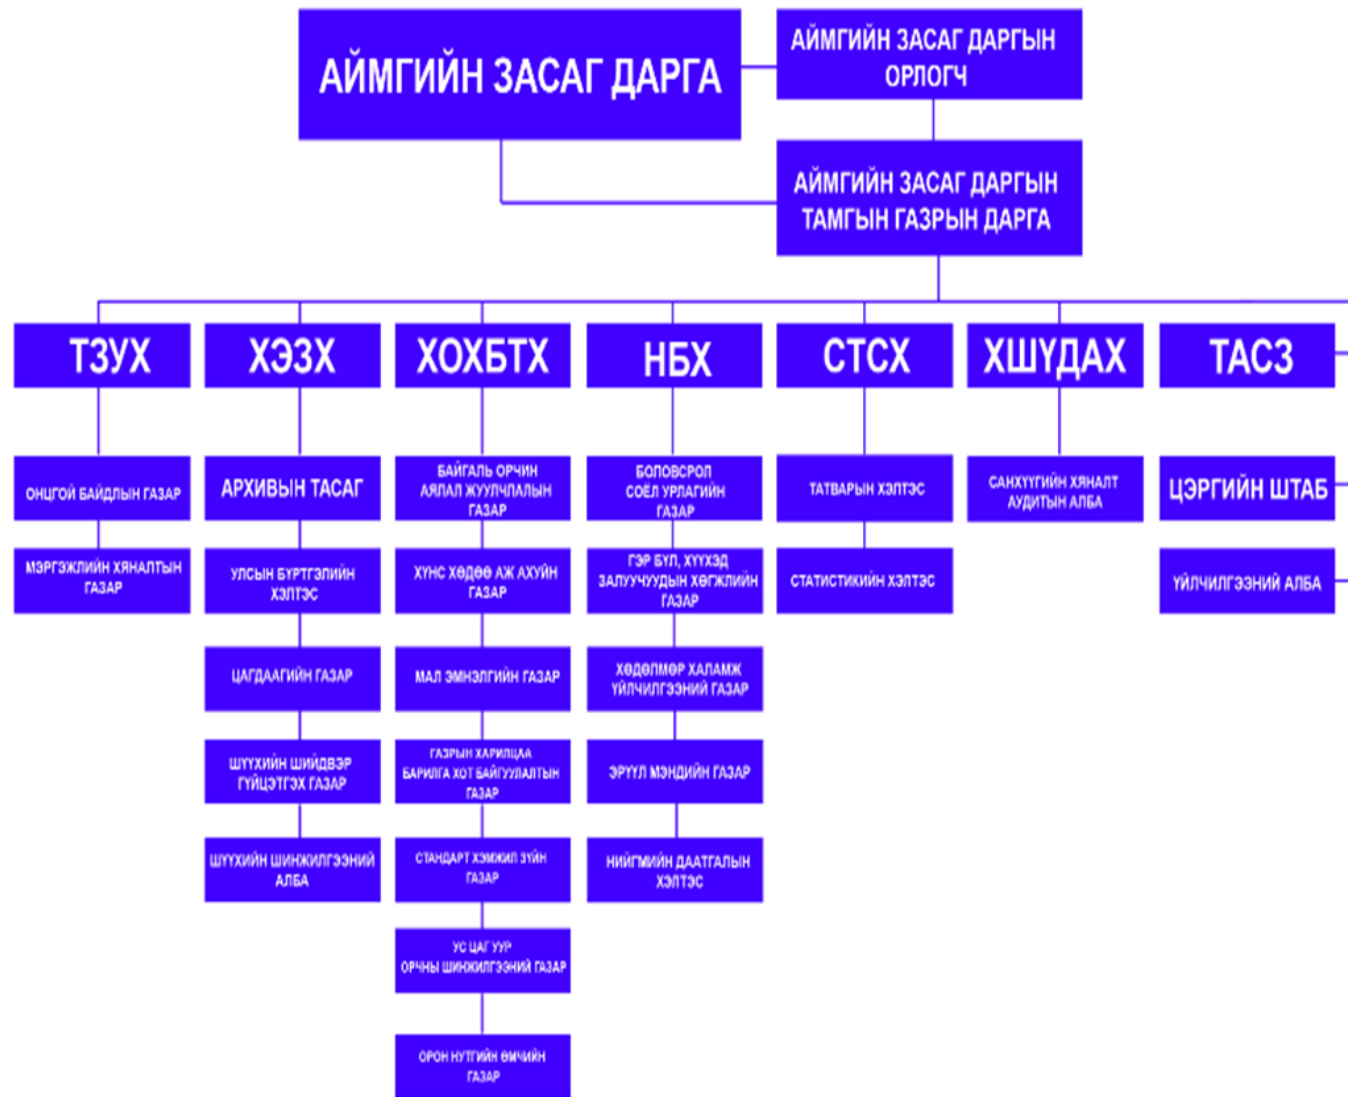 АЙМГИЙН ЗАСАГ ДАРГА
АЙМГИЙН ЗАСАГ ДАРГЫН
ОРЛОГЧ
АЙМГИЙН ЗАСАГ ДАРГЫН
ТАМГЫН ГАЗРЫН ДАРГА
ТЗУХ
ХЭЗХ
ХОХБТХ
НБХ
СТСХ
ХШҮДАХ
ТАСЗ
ОНЦГОЙ БАЙДЛЫН ГАЗАР
МЭРГЭЖЛИЙН ХЯНАЛТЫН
ГАЗАР
АРХИВЫН ТАСАГ
УЛСЫН БҮРТГЭЛИЙН
ХЭЛТЭС
ЦАГДААГИЙН ГАЗАР
ШҮҮХИЙН ШИЙДВЭР
ГҮЙЦЭТГЭХ ГАЗАР
ШҮҮХИЙН ШИНЖИЛГЭЭНИЙ
АЛБА
БАЙГАЛЬ ОРЧИН
АЯЛАЛ ЖУУЛЧЛАЛЫН
ГАЗАР
ХҮНС ХӨДӨӨ АЖ АХУЙН
ГАЗАР
МАЛ ЭМНЭЛГИЙН ГАЗАР
ГАЗРЫН ХАРИЛЦАА
БАРИЛГА ХОТ БАЙГУУЛАЛТЫН
ГАЗАР
СТАНДАРТ ХЭМЖИЛ ЗҮЙН
ГАЗАР
УС ЦАГ УУР
ОРЧНЫ ШИНЖИЛГЭЭНИЙ ГАЗАР
ОРОН НУТГИЙН ӨМЧИЙН
ГАЗАР
БОЛОВСРОЛ
СОЁЛ УРЛАГИЙН
ГАЗАР
ГЭР БҮЛ, ХҮҮХЭД
ЗАЛУУЧУУДЫН ХӨГЖЛИЙН
ГАЗАР
ХӨДӨЛМӨР ХАЛАМЖ
ҮЙЛЧИЛГЭЭНИЙ ГАЗАР
ЭРҮҮЛ МЭНДИЙН ГАЗАР
НИЙГМИЙН ДААТГАЛЫН
ХЭЛТЭС
ТАТВАРЫН ХЭЛТЭС
СТАТИСТИКИЙН ХЭЛТЭС
САНХҮҮГИЙН ХЯНАЛТ
АУДИТЫН АЛБА
ЦЭРГИЙН ШТАБ
ҮЙЛЧИЛГЭЭНИЙ АЛБА